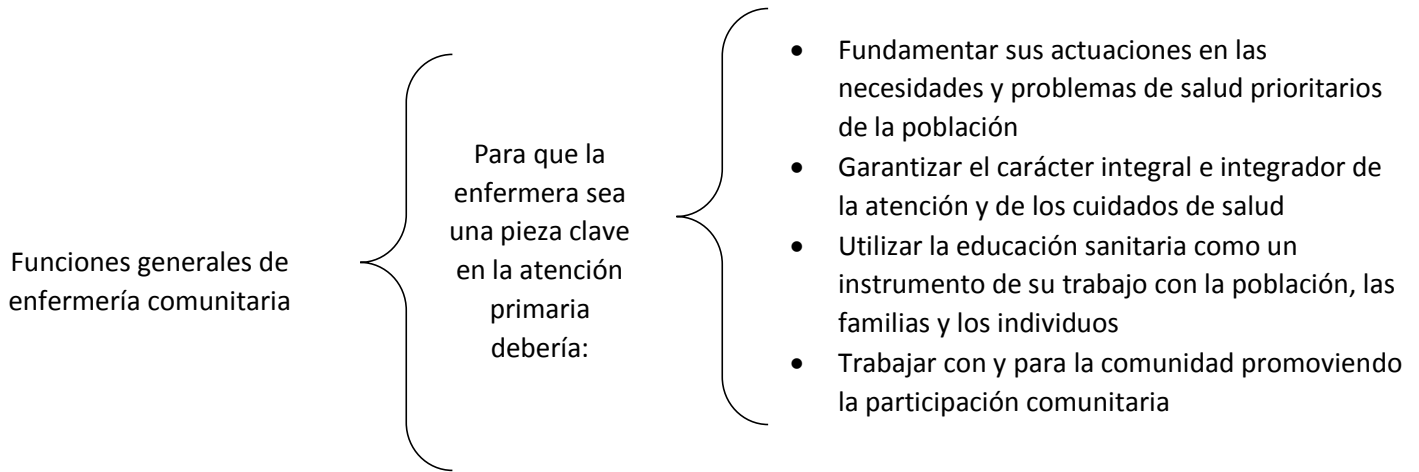 Funciones generales de
enfermería comunitaria
Para que la
enfermera sea
una pieza clave
en la atención
primaria
debería:
• Fundamentar sus actuaciones en las
necesidades y problemas de salud prioritarios
de la población
• Garantizar el carácter integral e integrador de
la atención y de los cuidados de salud
• Utilizar la educación sanitaria como un
instrumento de su trabajo con la población, las
familias y los individuos
• Trabajar con y para la comunidad promoviendo
la participación comunitaria